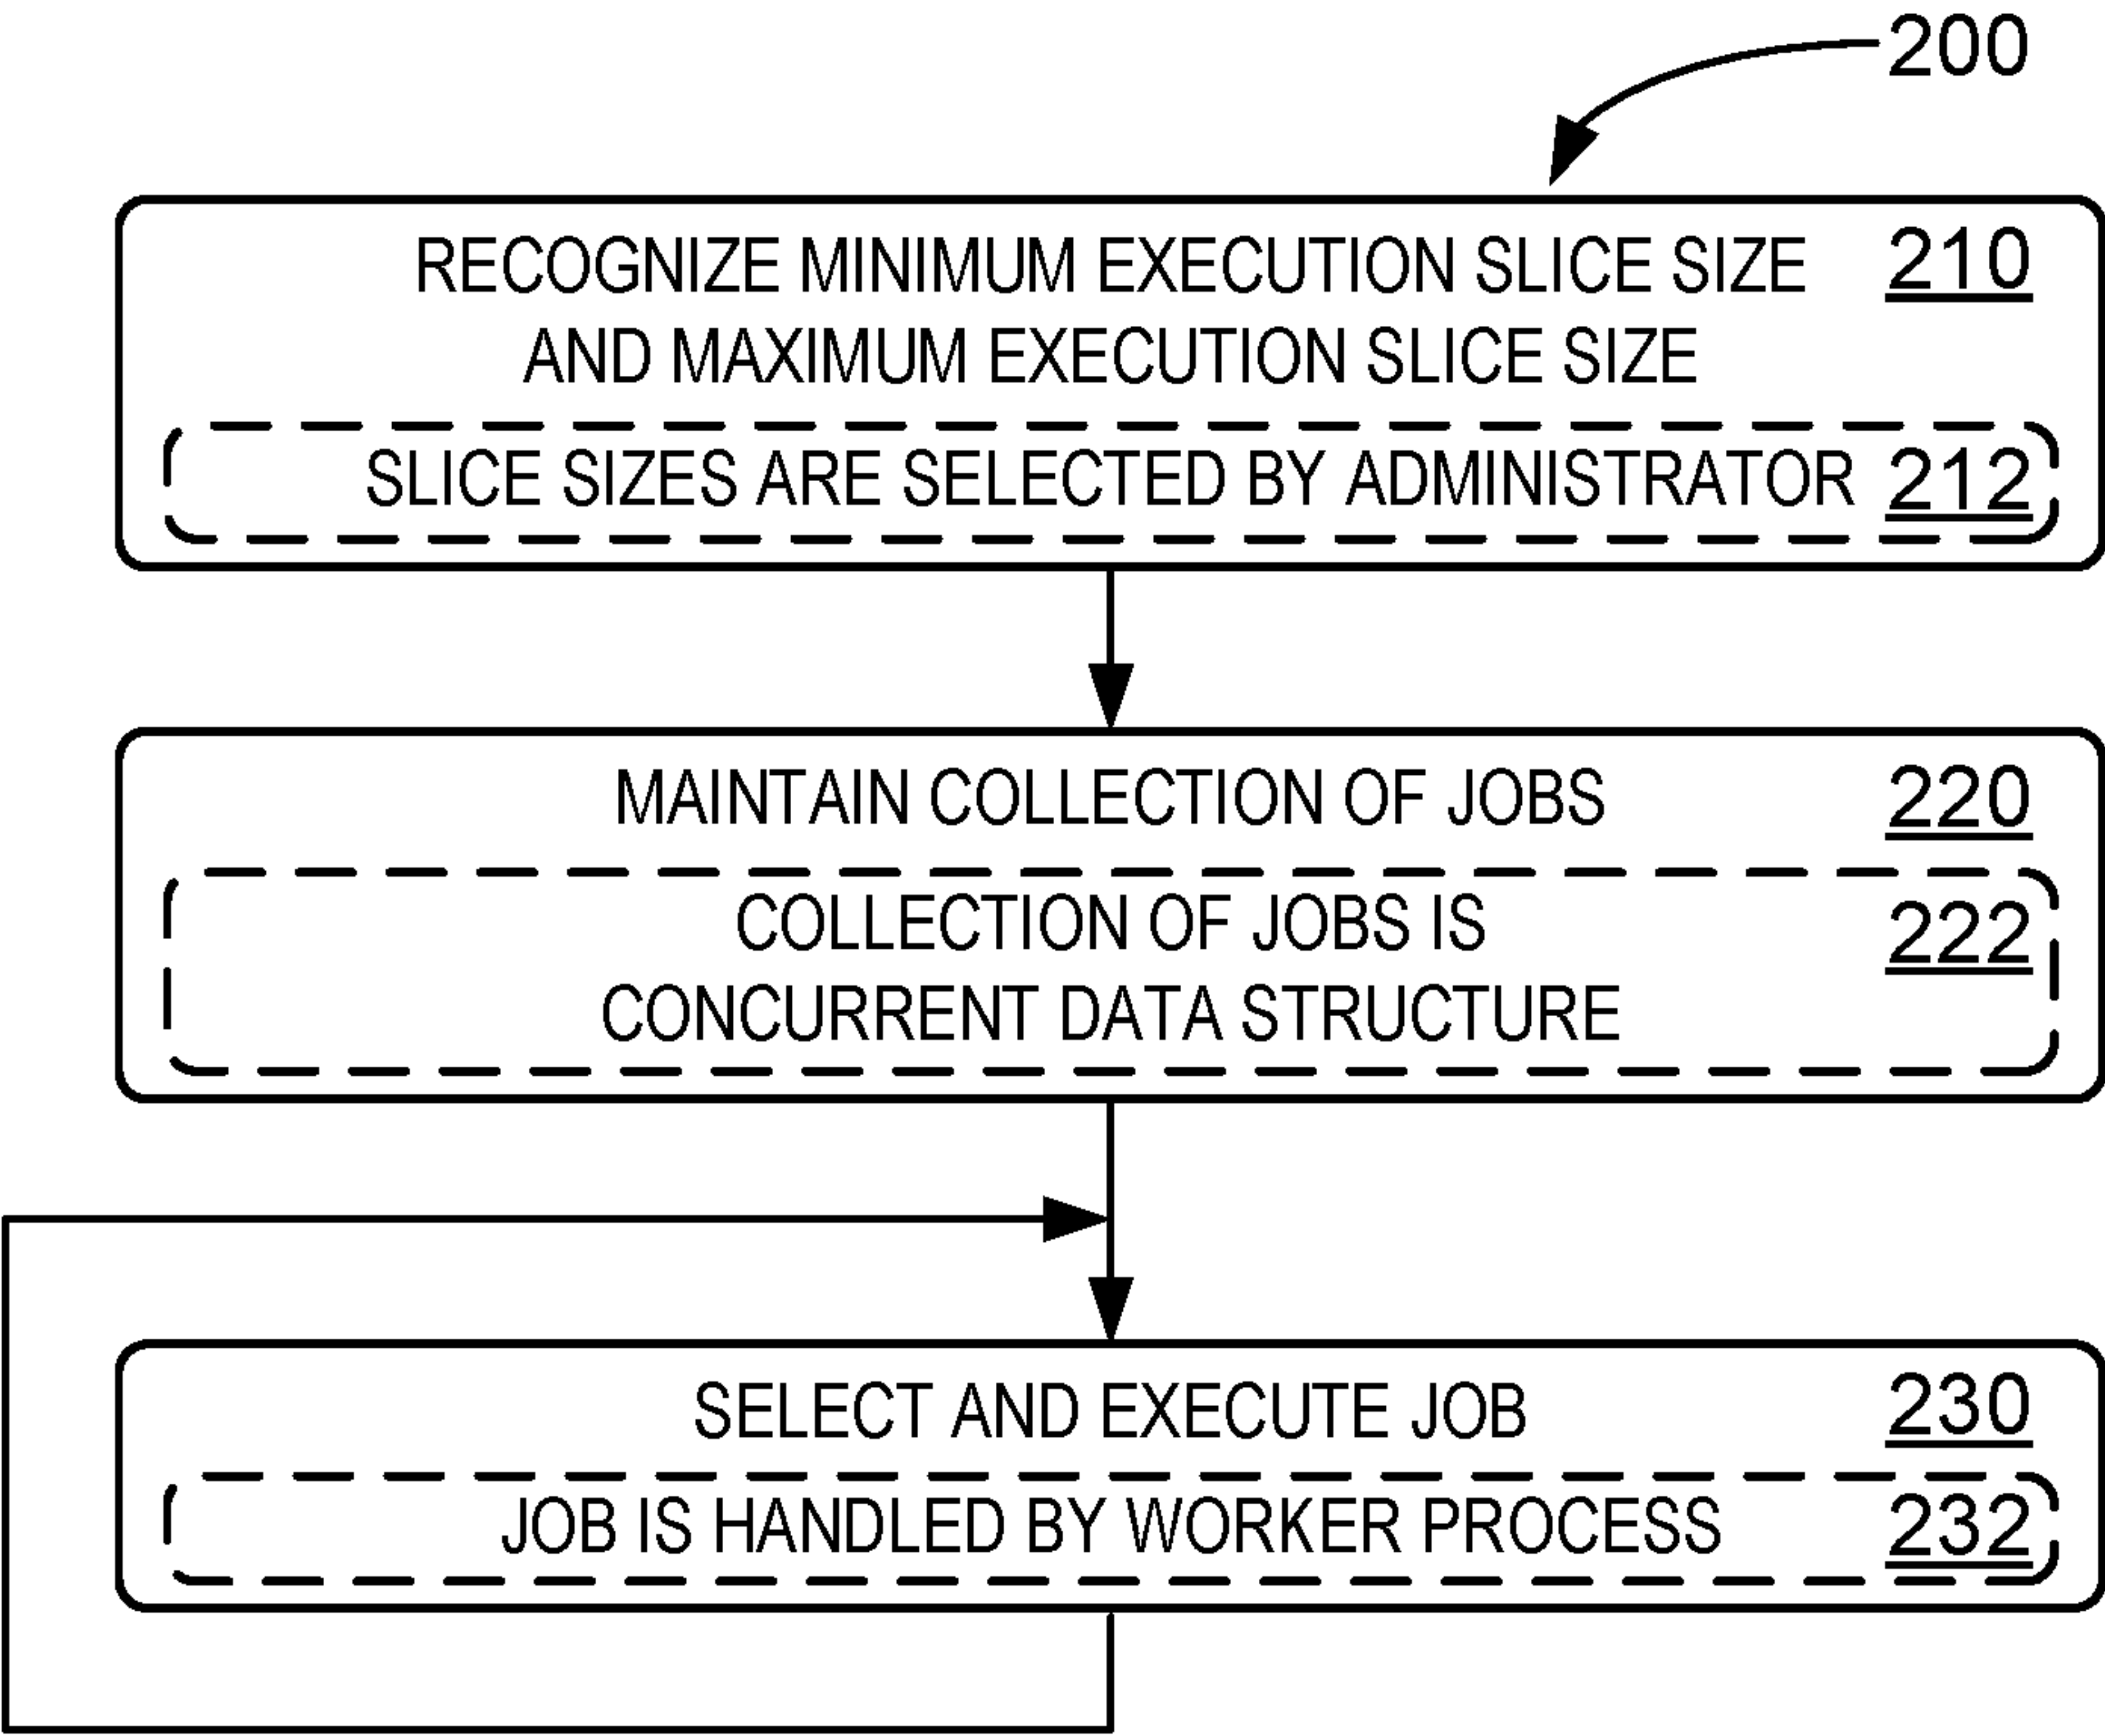 200
RECOGNIZE MINIMUM EXECUTION SLICE SIZE 210
AND MAXIMUM EXECUTION SLICE SIZE
SLICE SIZES ARE SELECTED BY ADMINISTRATOR 212
MAINTAIN COLLECTION OF JOBS 220
COLLECTION OF JOBS IS 222
CONCURRENT DATA STRUCTURE
SELECT AND EXECUTE JOB 230
JOB IS HANDLED BY WORKER PROCESS 232